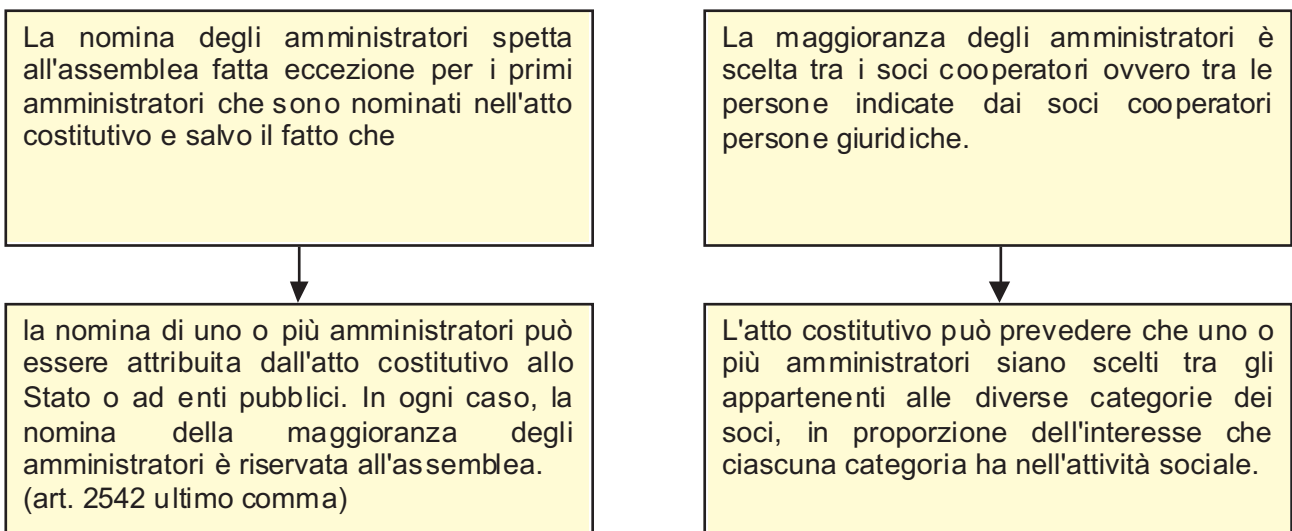 La nomina degli amministratori spetta
all'assemblea fatta eccezione per i primi
amministratori che sono nominati nell'atto
costitutivo e salvo il fatto che
la nomina di uno o più amministratori può
essere attribuita dall'atto costitutivo allo
Stato o ad enti pubblici. In ogni caso, la
nomina della maggioranza degli
amministratori è riservata all'assemblea.
(art. 2542 ultimo comma)
La maggioranza degli amministratori è
scelta tra i soci cooperatori ovvero tra le
persone indicate dai soci cooperatori
persone giuridiche.
L'atto costitutivo può prevedere che uno o
più amministratori siano scelti tra gli
appartenenti alle diverse categorie dei
soci, in proporzione dell'interesse che
ciascuna categoria ha nell'attività sociale.